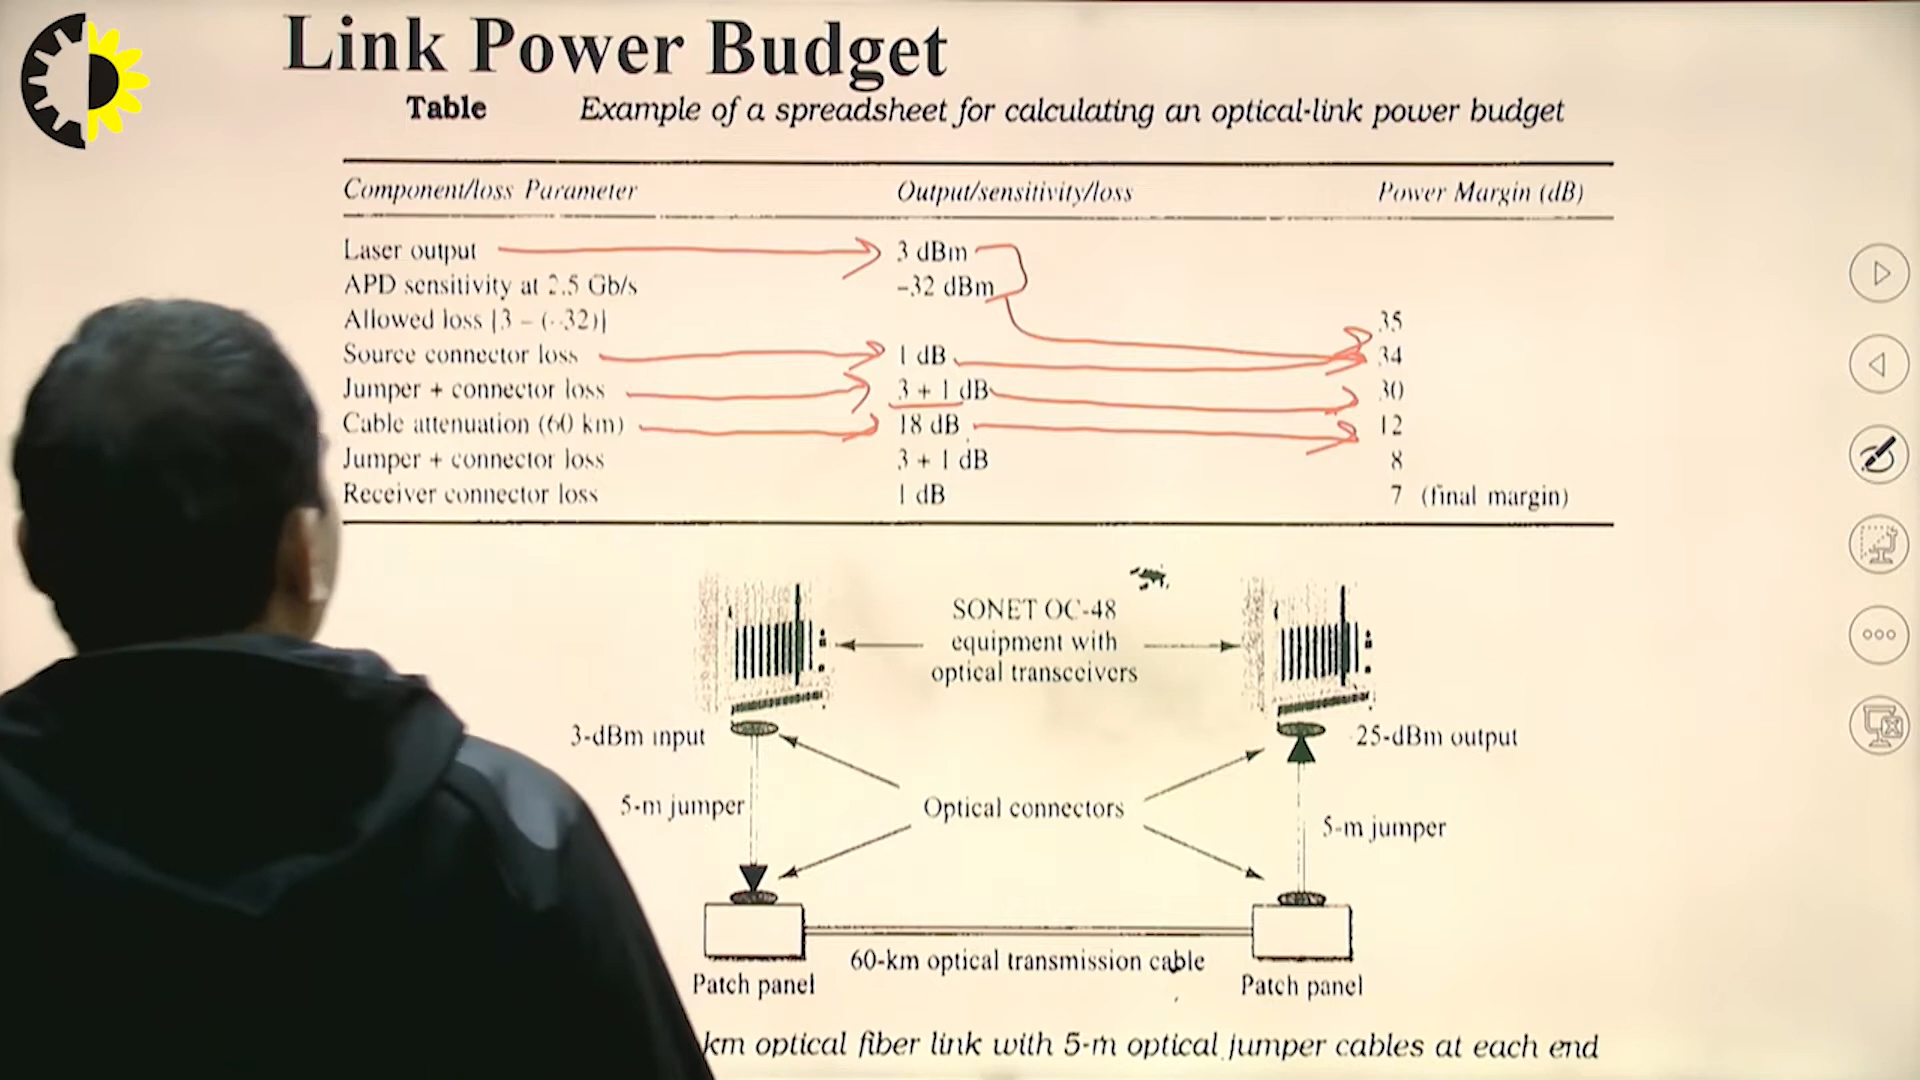 Link Power Budget
Table Example of a spreadsheet for calculating an optical-link power budget
Component/loss Parameter Output/sensitivity/loss Power Margin (dB)
Laser output 3 dBm
APD sensitivity at 2.5 Gb/s −32 dBm
Allowed loss [3 − (−32)] 35
Source connector loss 1 dB 34
Jumper + connector loss 3 + 1 dB 30
Cable attenuation (60 km) 18 dB 12
Jumper + connector loss 3 + 1 dB 8
Receiver connector loss 1 dB 7 (final margin)
SONET OC-48
equipment with
optical transceivers
3-dBm input
25-dBm output
5-m jumper
Optical connectors
5-m jumper
60-km optical transmission cable
Patch panel
Patch panel
km optical fiber link with 5-m optical jumper cables at each end